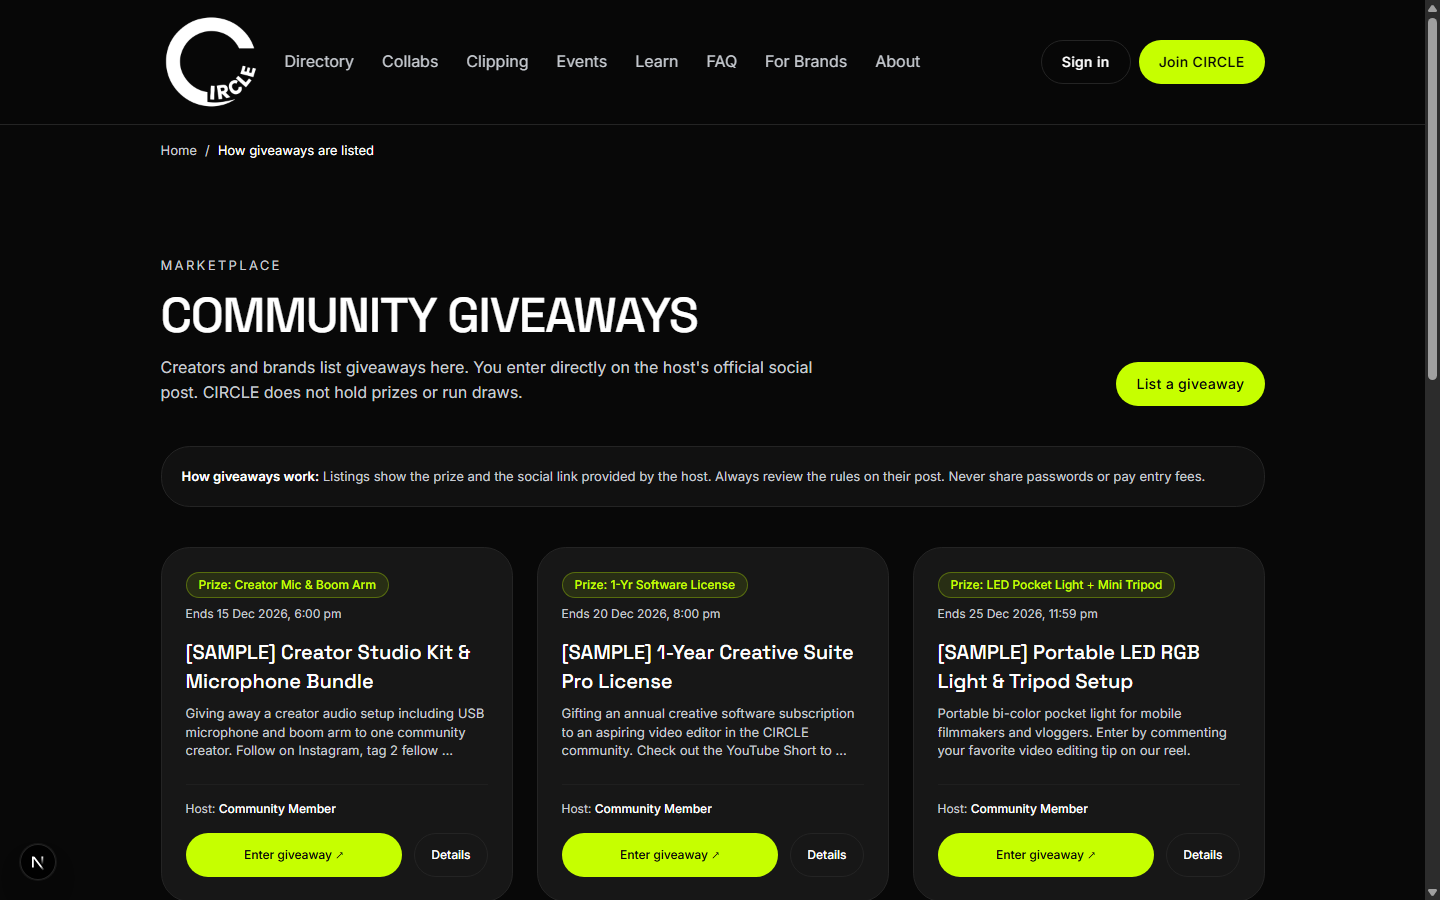 CIRCLE
Directory Collabs Clipping Events Learn FAQ For Brands About
Sign in
Join CIRCLE
Home / How giveaways are listed
MARKETPLACE
COMMUNITY GIVEAWAYS
Creators and brands list giveaways here. You enter directly on the host's official social
post. CIRCLE does not hold prizes or run draws.
List a giveaway
How giveaways work: Listings show the prize and the social link provided by the host. Always review the rules on their post. Never share passwords or pay entry fees.
Prize: Creator Mic & Boom Arm
Ends 15 Dec 2026, 6:00 pm
[SAMPLE] Creator Studio Kit &
Microphone Bundle
Giving away a creator audio setup including USB
microphone and boom arm to one community
creator. Follow on Instagram, tag 2 fellow ...
Host: Community Member
Enter giveaway ↗
Details
Prize: 1-Yr Software License
Ends 20 Dec 2026, 8:00 pm
[SAMPLE] 1-Year Creative Suite
Pro License
Gifting an annual creative software subscription
to an aspiring video editor in the CIRCLE
community. Check out the YouTube Short to ...
Host: Community Member
Enter giveaway ↗
Details
Prize: LED Pocket Light + Mini Tripod
Ends 25 Dec 2026, 11:59 pm
[SAMPLE] Portable LED RGB
Light & Tripod Setup
Portable bi-color pocket light for mobile
filmmakers and vloggers. Enter by commenting
your favorite video editing tip on our reel.
Host: Community Member
Enter giveaway ↗
Details
N